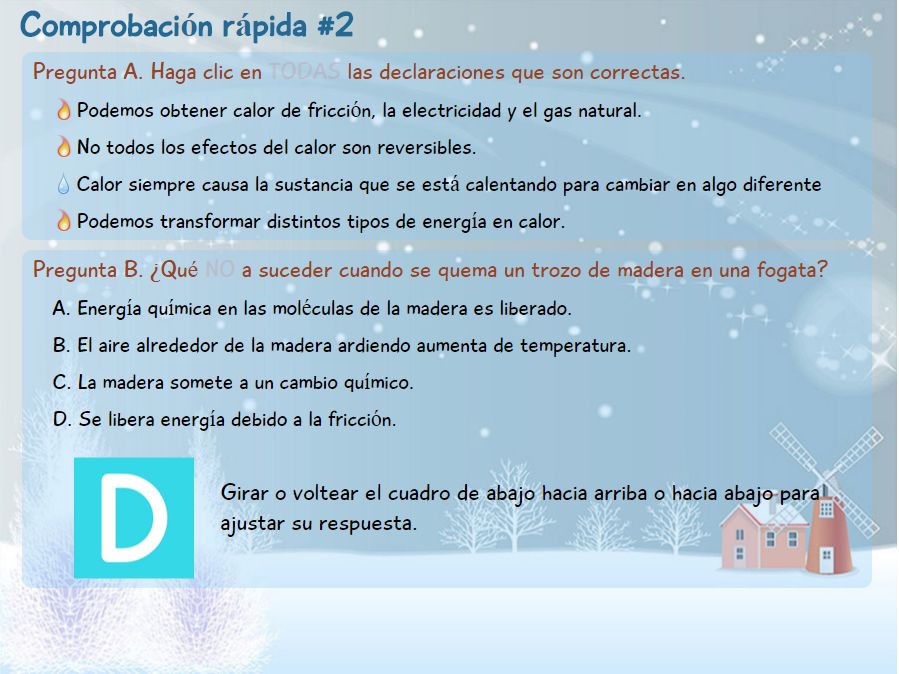 Comprobación rápida #2
Pregunta A. Haga clic en TODAS las declaraciones que son correctas.
Podemos obtener calor de fricción, la electricidad y el gas natural.
No todos los efectos del calor son reversibles.
Calor siempre causa la sustancia que se está calentando para cambiar en algo diferente
Podemos transformar distintos tipos de energía en calor.
Pregunta B. ¿Qué NO a suceder cuando se quema un trozo de madera en una fogata?
A. Energía química en las moléculas de la madera es liberado.
B. El aire alrededor de la madera ardiendo aumenta de temperatura.
C. La madera somete a un cambio químico.
D. Se libera energía debido a la fricción.
D
Girar o voltear el cuadro de abajo hacia arriba o hacia abajo para
ajustar su respuesta.